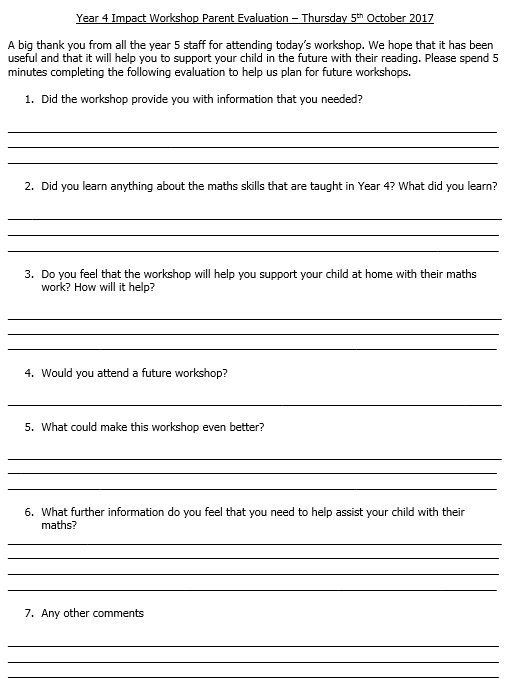 Year 4 Impact Workshop Parent Evaluation – Thursday 5th October 2017
A big thank you from all the year 5 staff for attending today's workshop. We hope that it has been
useful and that it will help you to support your child in the future with their reading. Please spend 5
minutes completing the following evaluation to help us plan for future workshops.
1. Did the workshop provide you with information that you needed?
2. Did you learn anything about the maths skills that are taught in Year 4? What did you learn?
3. Do you feel that the workshop will help you support your child at home with their maths
work? How will it help?
4. Would you attend a future workshop?
5. What could make this workshop even better?
6. What further information do you feel that you need to help assist your child with their
maths?
7. Any other comments